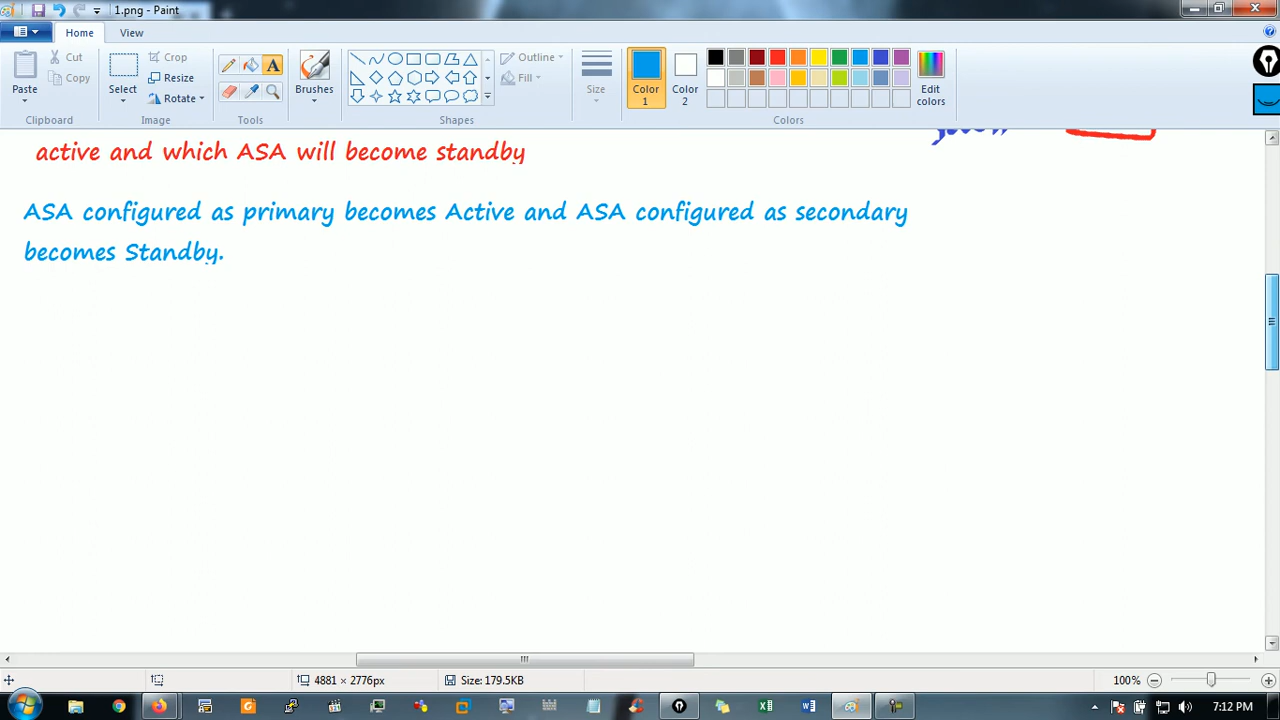 1.png - Paint
Home
View
Paste
Cut
Copy
Clipboard
Select
Crop
Resize
Rotate
Image
A
Tools
Brushes
Shapes
Outline
Fill
Size
Color 1
Color 2
Edit colors
Colors
active and which ASA will become standby
ASA configured as primary becomes Active and ASA configured as secondary
becomes Standby.
4881 × 2776px
Size: 179.5KB
100%
7:12 PM